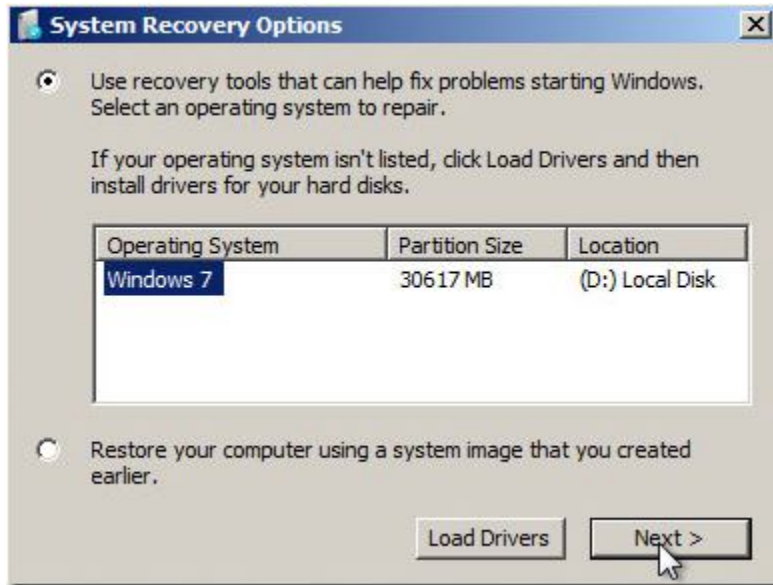 System Recovery Options
Use recovery tools that can help fix problems starting Windows.
Select an operating system to repair.
If your operating system isn't listed, click Load Drivers and then
install drivers for your hard disks.
Operating System Partition Size Location
Windows 7 30617 MB (D:) Local Disk
Restore your computer using a system image that you created
earlier.
Load Drivers Next >